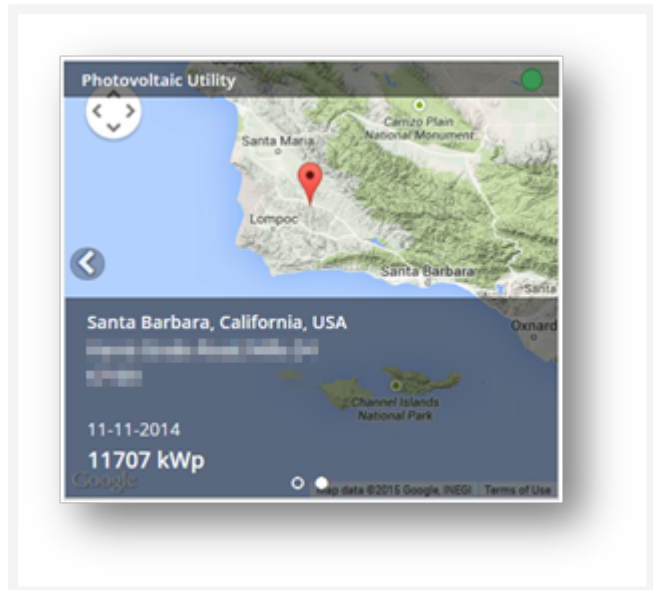 Photovoltaic Utility
Carrizo Plain
National Monument
Santa Maria
Lompoc
Santa Barbara
Santa
Santa Barbara, California, USA
Oxnard
Channel Islands
National Park
11-11-2014
11707 kWp
Google
Map data ©2015 Google, INEGI
Terms of Use